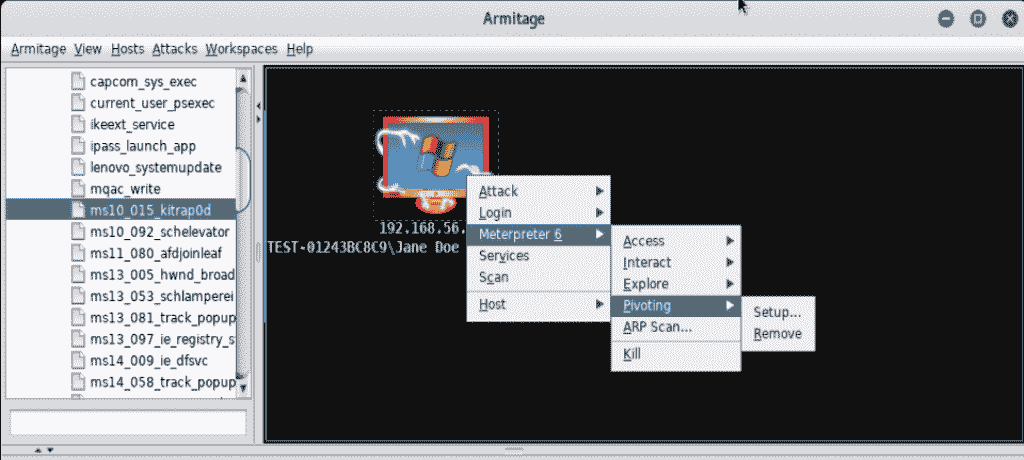 Armitage
Armitage View Hosts Attacks Workspaces Help
capcom_sys_exec
current_user_psexec
ikeext_service
ipass_launch_app
lenovo_systemupdate
mqac_write
ms10_015_kitrap0d
ms10_092_schelevator
ms11_080_afdjoinleaf
ms13_005_hwnd_broad
ms13_053_schlamperei
ms13_081_track_popup
ms13_097_ie_registry_s
ms14_009_ie_dfsvc
ms14_058_track_popup
192.168.56.
TEST-01243BC8C9\Jane Doe
Attack
Login
Meterpreter 6
Services
Scan
Host
Access
Interact
Explore
Pivoting
ARP Scan...
Kill
Setup...
Remove